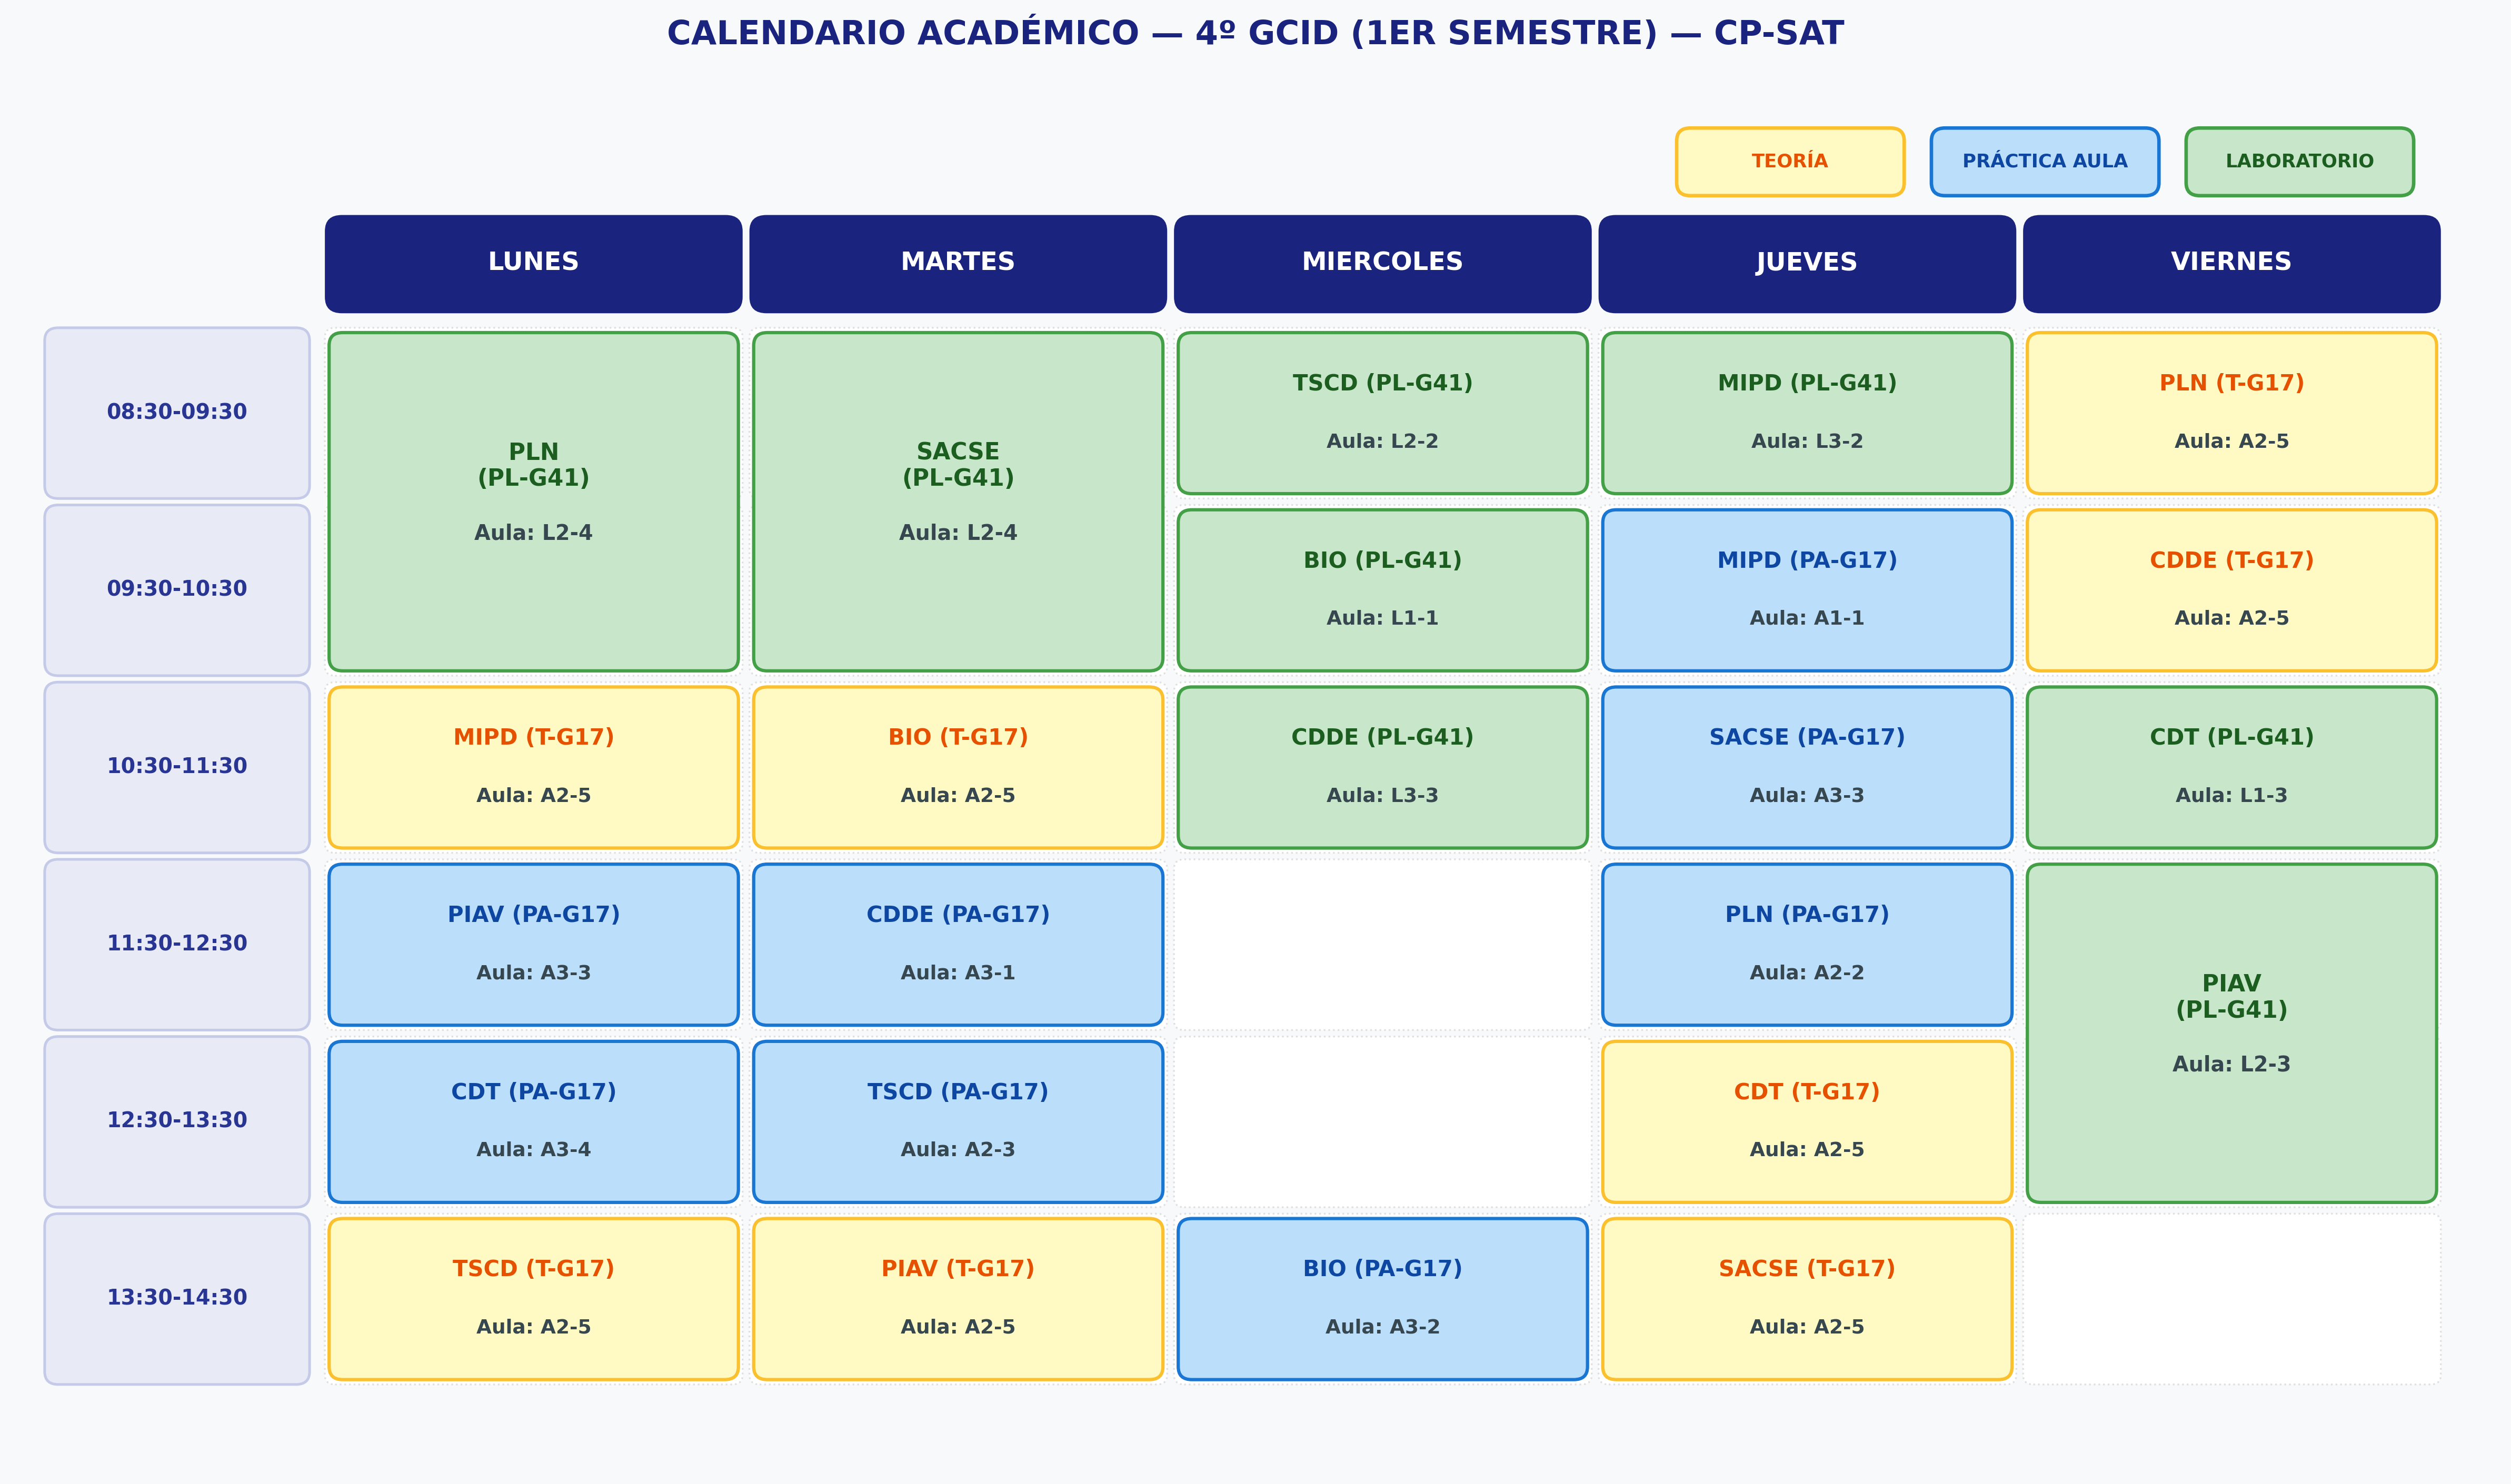 CALENDARIO ACADÉMICO — 4º GCID (1ER SEMESTRE) — CP-SAT
TEORÍA
PRÁCTICA AULA
LABORATORIO
LUNES
MARTES
MIERCOLES
JUEVES
VIERNES
08:30-09:30
PLN
(PL-G41)
Aula: L2-4
SACSE
(PL-G41)
Aula: L2-4
TSCD (PL-G41)
Aula: L2-2
MIPD (PL-G41)
Aula: L3-2
PLN (T-G17)
Aula: A2-5
09:30-10:30
BIO (PL-G41)
Aula: L1-1
MIPD (PA-G17)
Aula: A1-1
CDDE (T-G17)
Aula: A2-5
10:30-11:30
MIPD (T-G17)
Aula: A2-5
BIO (T-G17)
Aula: A2-5
CDDE (PL-G41)
Aula: L3-3
SACSE (PA-G17)
Aula: A3-3
CDT (PL-G41)
Aula: L1-3
11:30-12:30
PIAV (PA-G17)
Aula: A3-3
CDDE (PA-G17)
Aula: A3-1
PLN (PA-G17)
Aula: A2-2
PIAV
(PL-G41)
Aula: L2-3
12:30-13:30
CDT (PA-G17)
Aula: A3-4
TSCD (PA-G17)
Aula: A2-3
CDT (T-G17)
Aula: A2-5
13:30-14:30
TSCD (T-G17)
Aula: A2-5
PIAV (T-G17)
Aula: A2-5
BIO (PA-G17)
Aula: A3-2
SACSE (T-G17)
Aula: A2-5